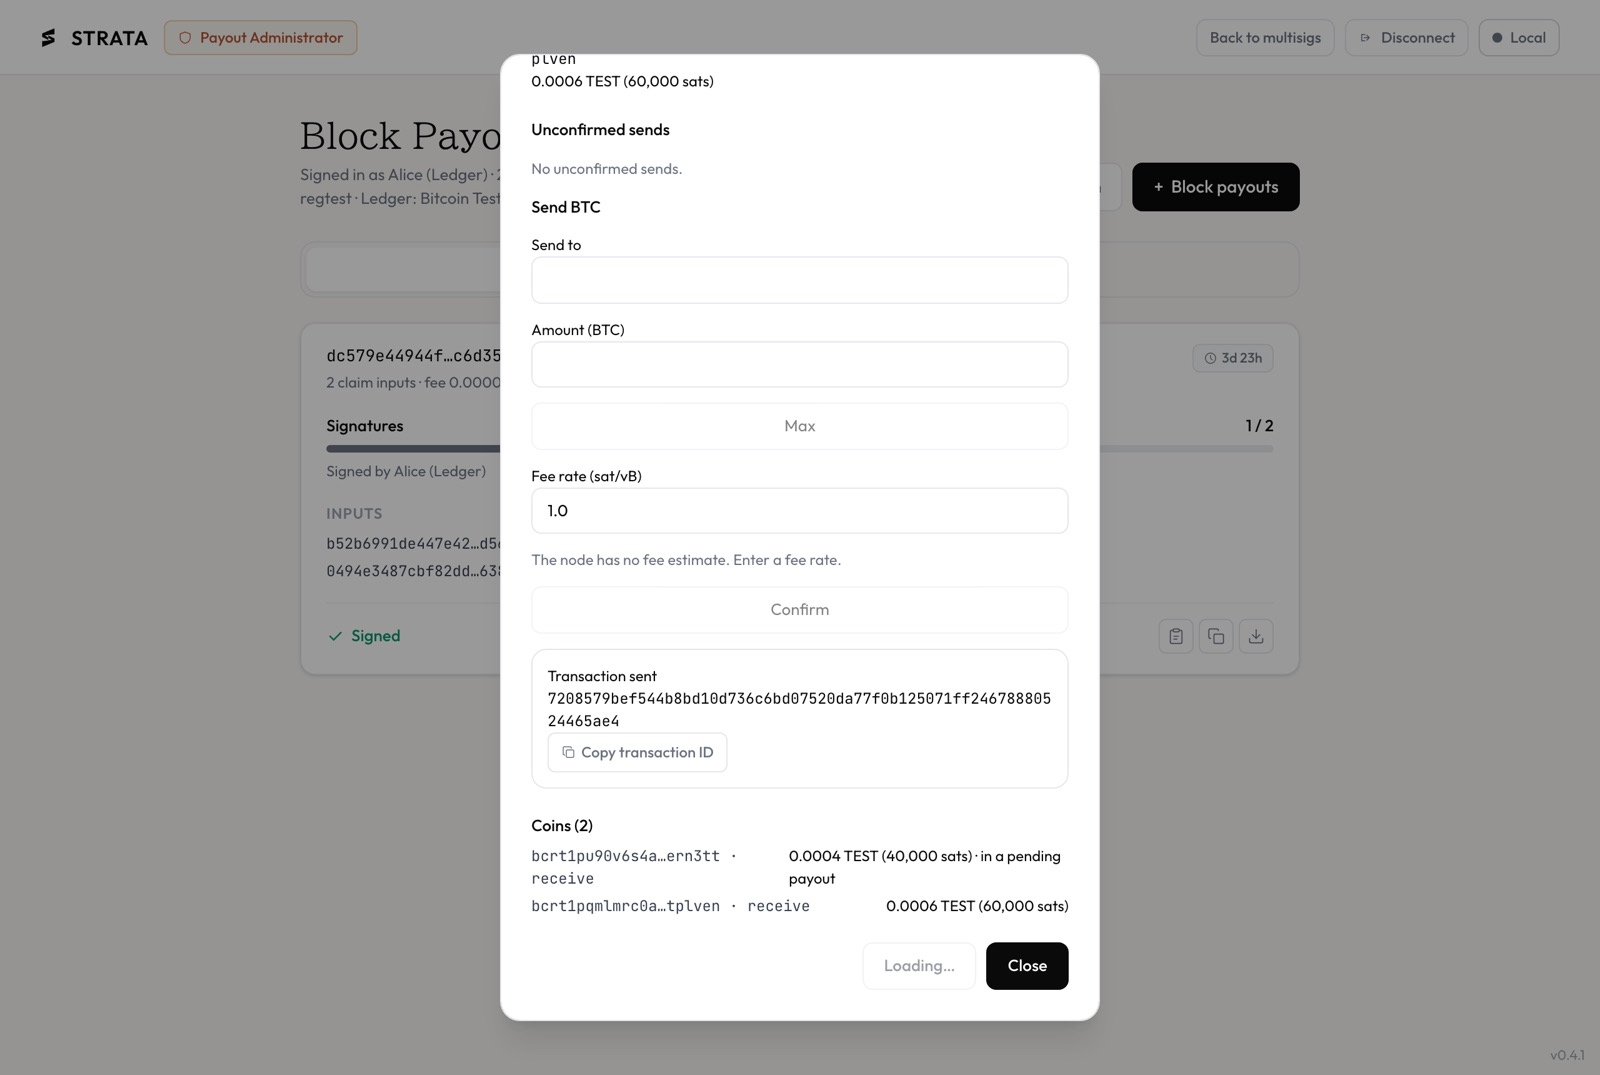 STRATA
Payout Administrator
Back to multisigs
Disconnect
Local
plven
0.0006 TEST (60,000 sats)
Unconfirmed sends
No unconfirmed sends.
Send BTC
Send to
Amount (BTC)
Max
Fee rate (sat/vB)
1.0
The node has no fee estimate. Enter a fee rate.
Confirm
Transaction sent
7208579bef544b8bd10d736c6bd07520da77f0b125071ff246788805
24465ae4
Copy transaction ID
Coins (2)
bcrt1pu90v6s4a…ern3tt ·
receive
0.0004 TEST (40,000 sats) · in a pending
payout
bcrt1pqmlmrc0a…tplven · receive
0.0006 TEST (60,000 sats)
Loading…
Close
Block Payo
Signed in as Alice (Ledger) · 2
regtest · Ledger: Bitcoin Test
+ Block payouts
dc579e44944f…c6d35
2 claim inputs · fee 0.0000
3d 23h
Signatures
1 / 2
Signed by Alice (Ledger)
INPUTS
b52b6991de447e42…d5
0494e3487cbf82dd…638
Signed
v0.4.1